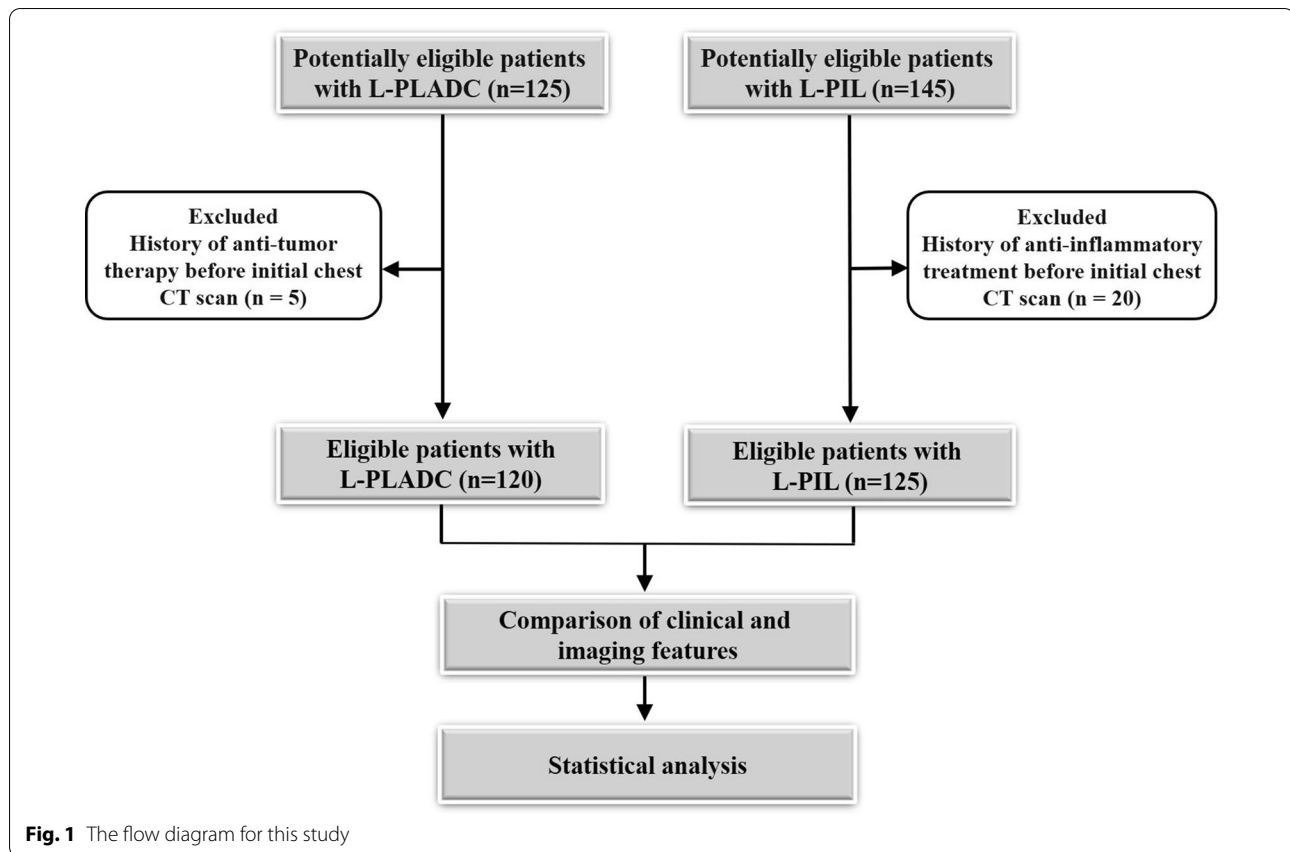 Potentially eligible patients
with L-PLADC (n=125)
Potentially eligible patients
with L-PIL (n=145)
Excluded
History of anti-tumor
therapy before initial chest
CT scan (n = 5)
Excluded
History of anti-inflammatory
treatment before initial chest
CT scan (n = 20)
Eligible patients with
L-PLADC (n=120)
Eligible patients with
L-PIL (n=125)
Comparison of clinical and
imaging features
Statistical analysis
Fig. 1 The flow diagram for this study